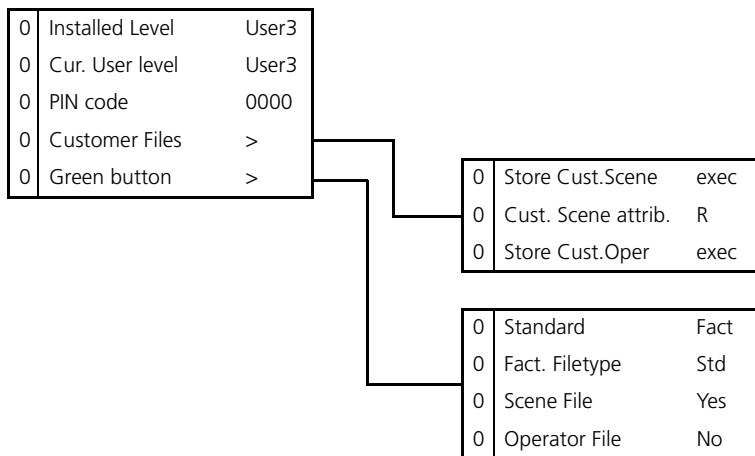 0 Installed Level User3
0 Cur. User level User3
0 PIN code 0000
0 Customer Files >
0 Green button >
0 Store Cust.Scene exec
0 Cust. Scene attrib. R
0 Store Cust.Oper exec
0 Standard Fact
0 Fact. Filetype Std
0 Scene File Yes
0 Operator File No